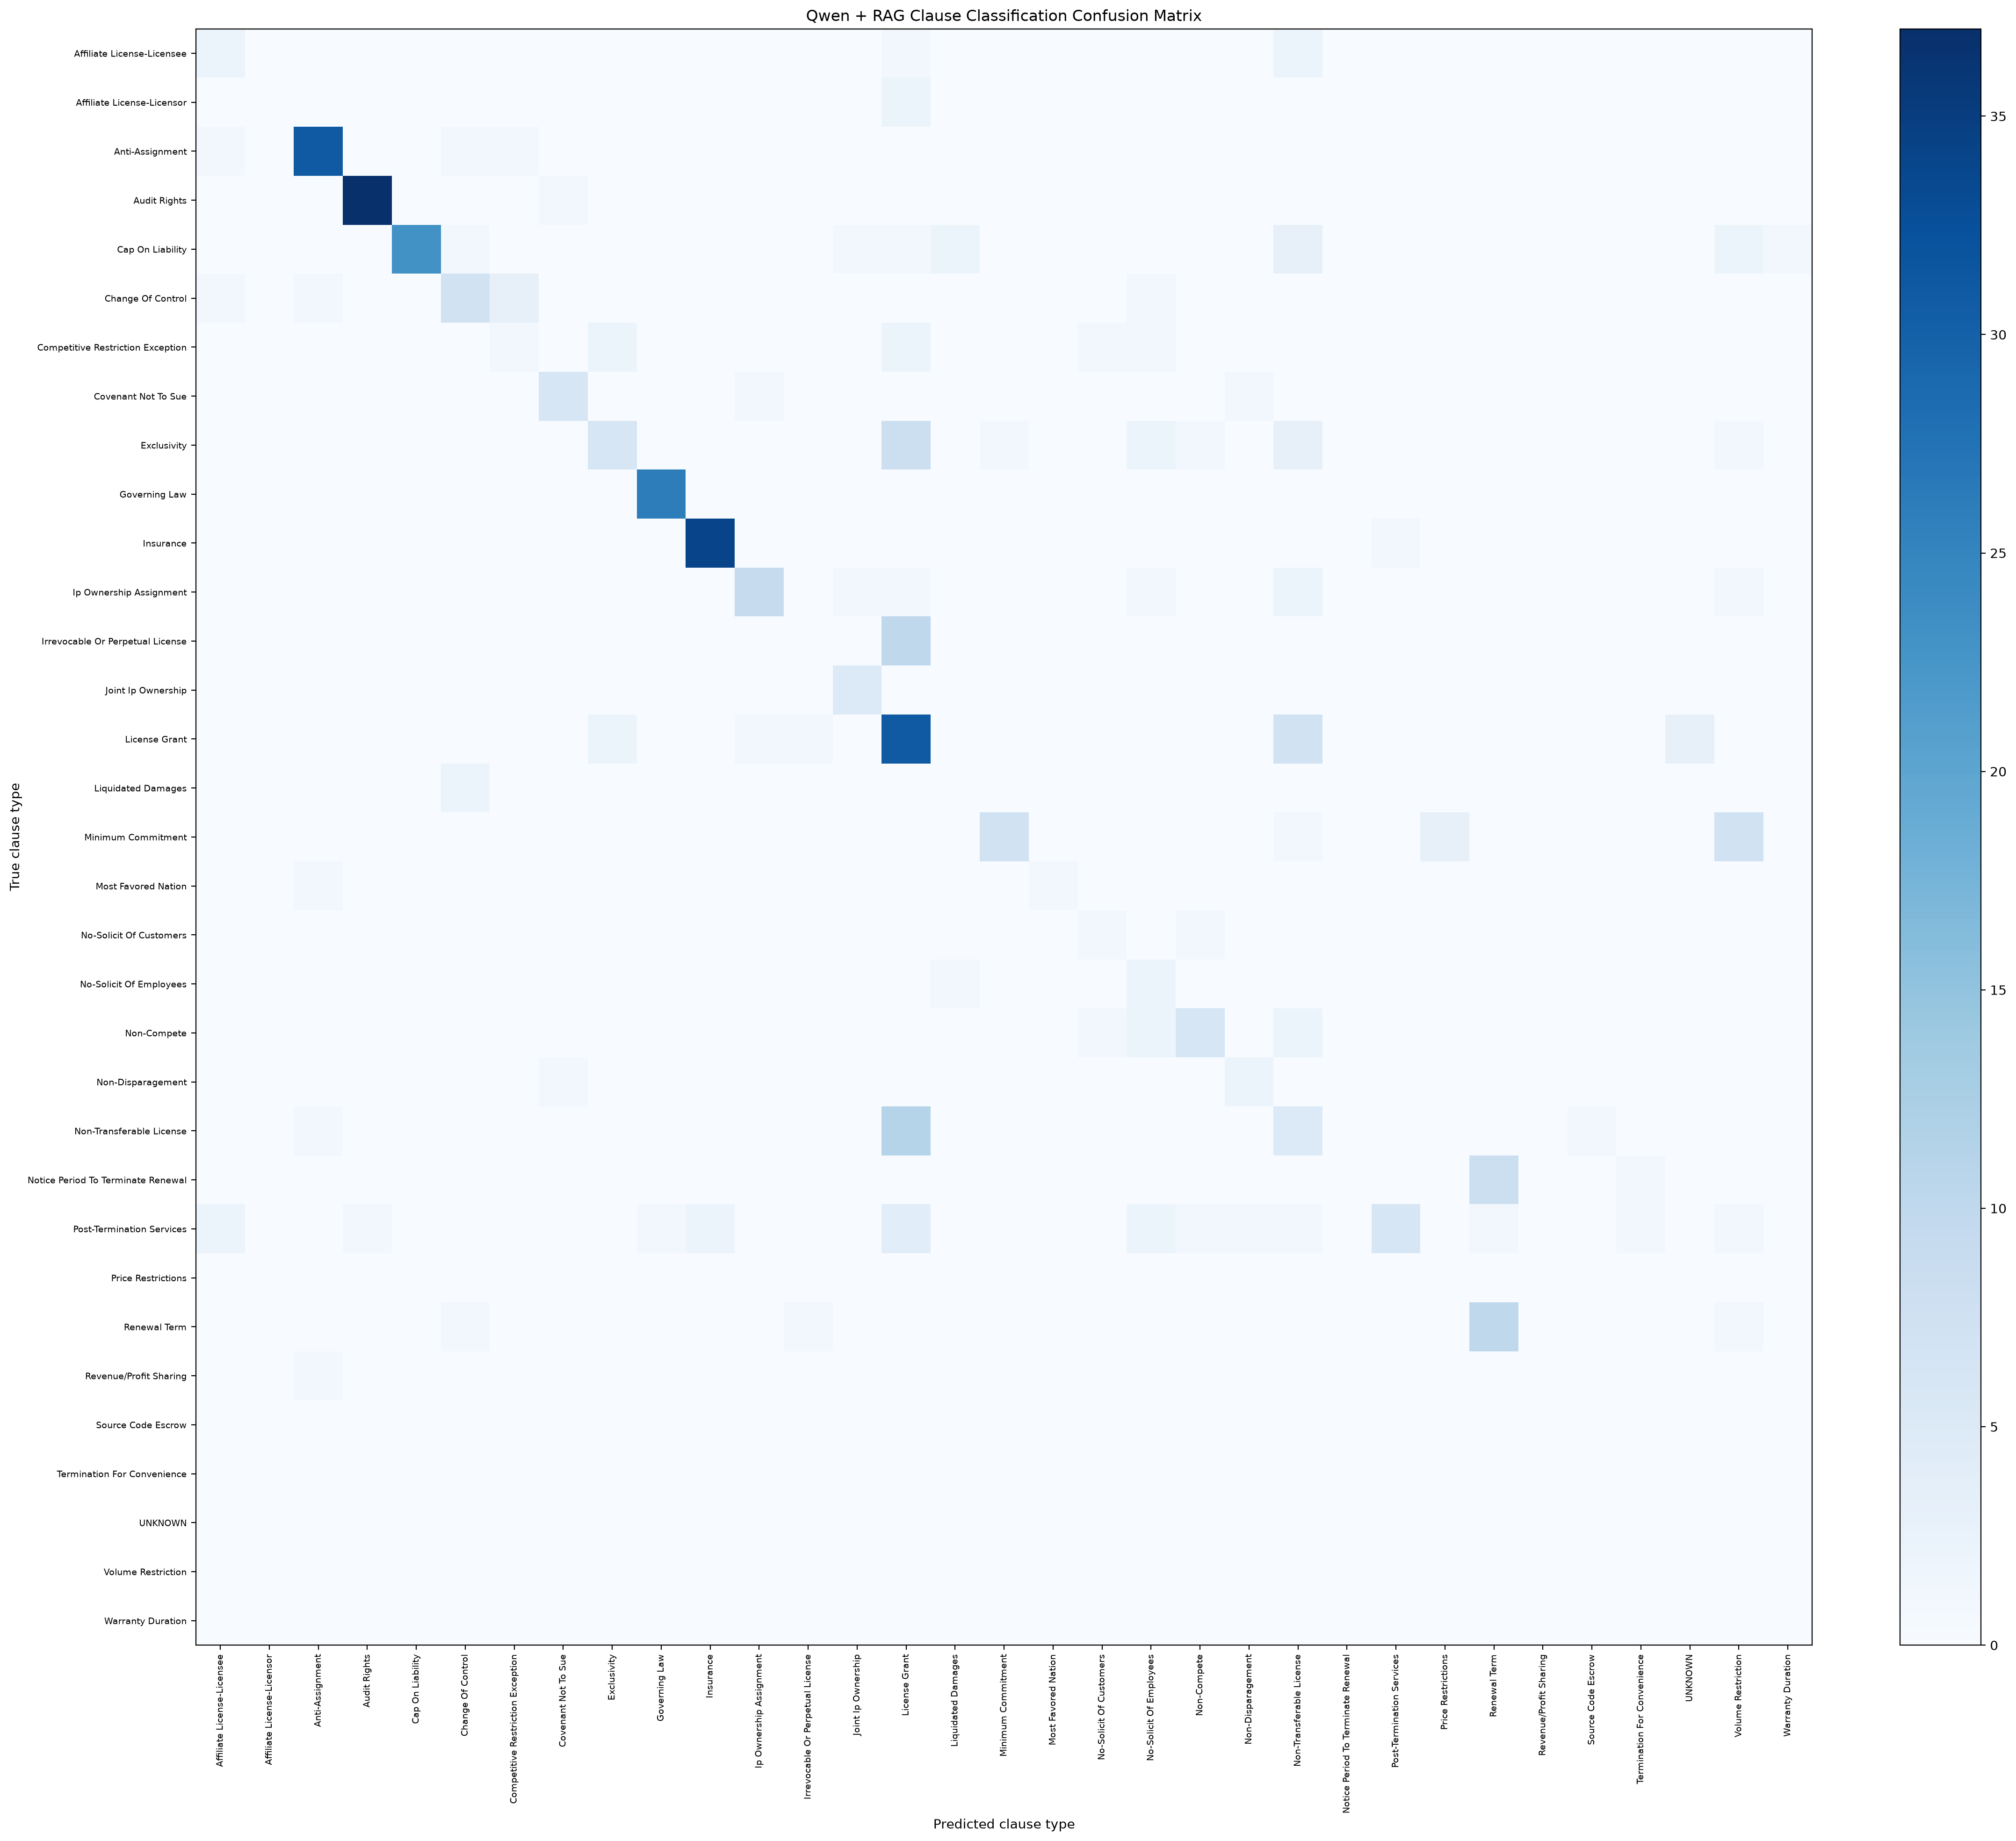 Qwen + RAG Clause Classification Confusion Matrix
True clause type
Affiliate License-Licensee
Affiliate License-Licensor
Anti-Assignment
Audit Rights
Cap On Liability
Change Of Control
Competitive Restriction Exception
Covenant Not To Sue
Exclusivity
Governing Law
Insurance
Ip Ownership Assignment
Irrevocable Or Perpetual License
Joint Ip Ownership
License Grant
Liquidated Damages
Minimum Commitment
Most Favored Nation
No-Solicit Of Customers
No-Solicit Of Employees
Non-Compete
Non-Disparagement
Non-Transferable License
Notice Period To Terminate Renewal
Post-Termination Services
Price Restrictions
Renewal Term
Revenue/Profit Sharing
Source Code Escrow
Termination For Convenience
UNKNOWN
Volume Restriction
Warranty Duration
Affiliate License-Licensee
Affiliate License-Licensor
Anti-Assignment
Audit Rights
Cap On Liability
Change Of Control
Competitive Restriction Exception
Covenant Not To Sue
Exclusivity
Governing Law
Insurance
Ip Ownership Assignment
Irrevocable Or Perpetual License
Joint Ip Ownership
License Grant
Liquidated Damages
Minimum Commitment
Most Favored Nation
No-Solicit Of Customers
No-Solicit Of Employees
Non-Compete
Non-Disparagement
Non-Transferable License
Notice Period To Terminate Renewal
Post-Termination Services
Price Restrictions
Renewal Term
Revenue/Profit Sharing
Source Code Escrow
Termination For Convenience
UNKNOWN
Volume Restriction
Warranty Duration
Predicted clause type
35
30
25
20
15
10
5
0